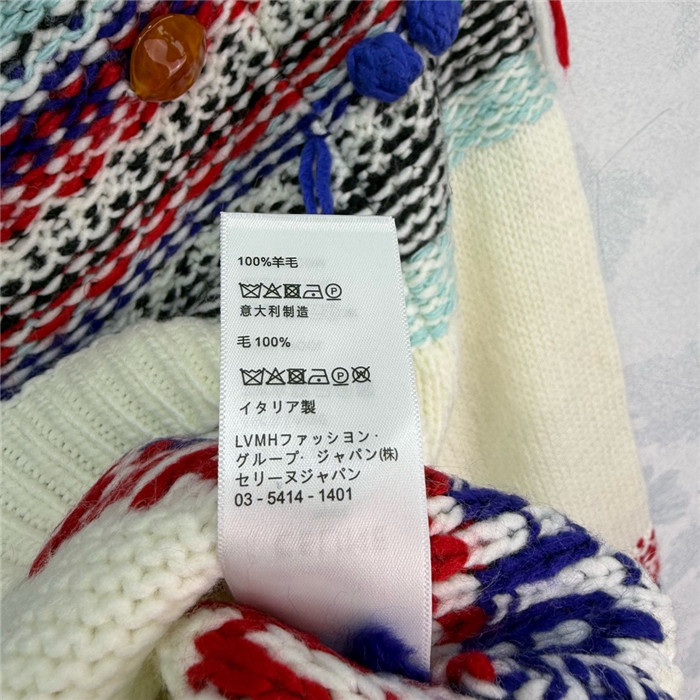 100%羊毛
意大利制造
毛 100%
イタリア製
LVMHファッション・
グループ・ジャパン(株)
セリーヌジャパン
03 - 5414 - 1401